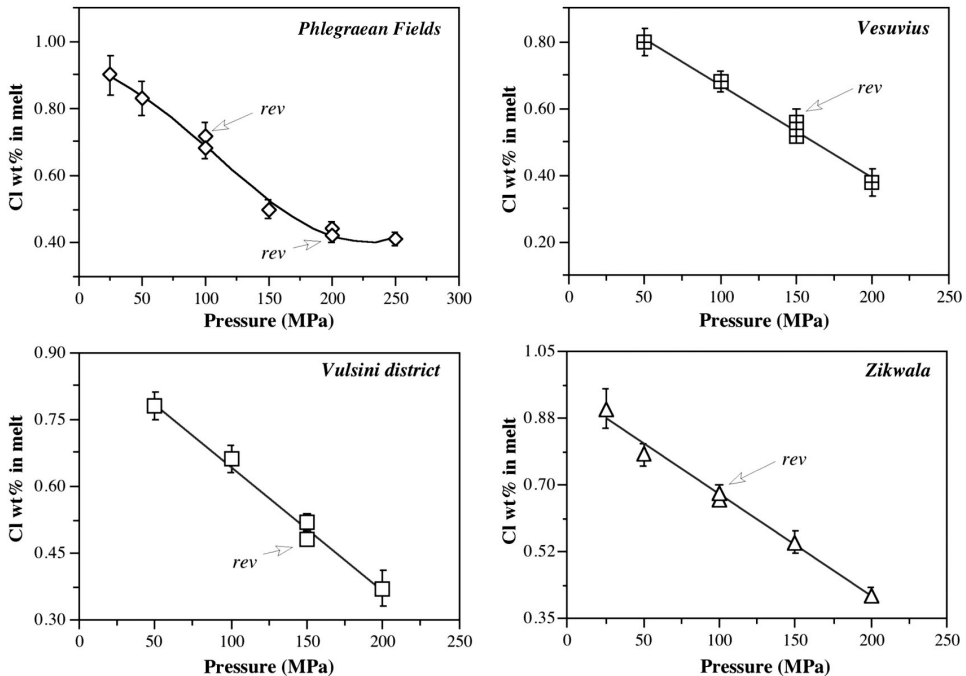 Phlegraean Fields
Cl wt% in melt
1.00
0.80
0.60
0.40
rev
rev
0 50 100 150 200 250 300
Pressure (MPa)
Vesuvius
Cl wt% in melt
0.80
0.60
0.40
0.20
rev
0 50 100 150 200 250
Pressure (MPa)
Vulsini district
Cl wt% in melt
0.90
0.75
0.60
0.45
0.30
rev
0 50 100 150 200 250
Pressure (MPa)
Zikwala
Cl wt% in melt
1.05
0.88
0.70
0.52
0.35
rev
0 50 100 150 200 250
Pressure (MPa)